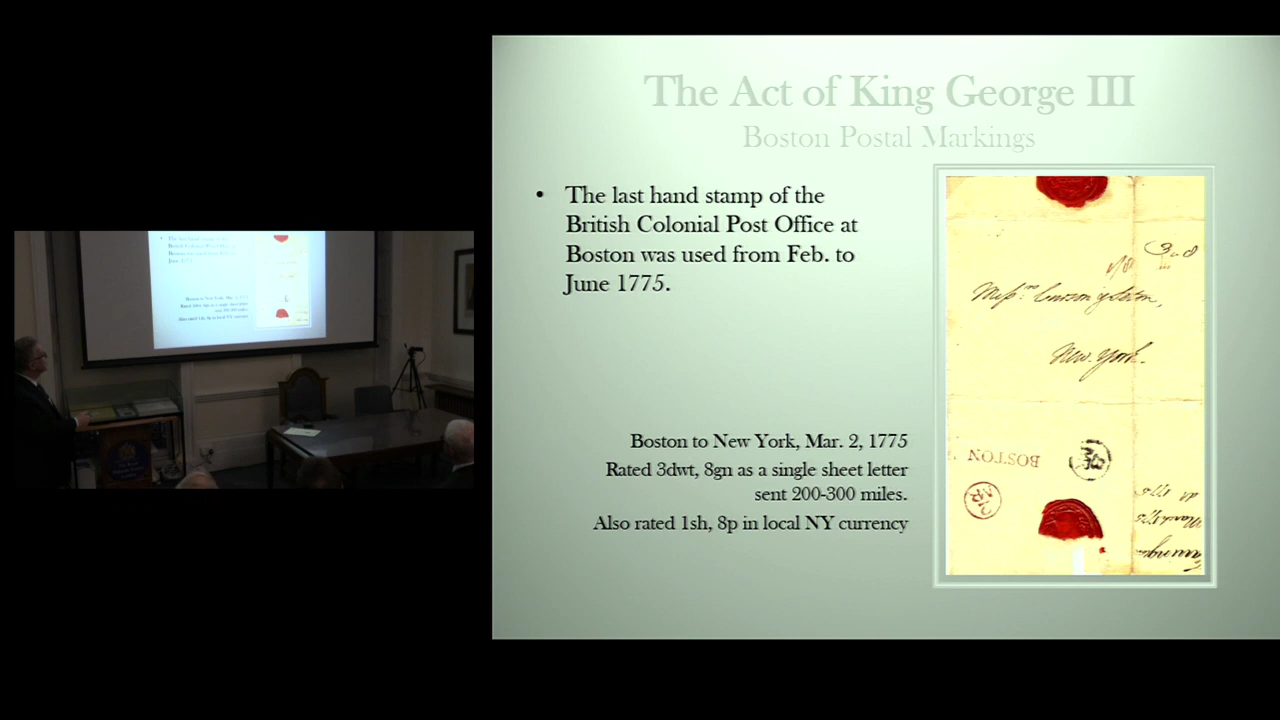 The Act of King George III
Boston Postal Markings
• The last hand stamp of the
British Colonial Post Office at
Boston was used from Feb. to
June 1775.
Boston to New York, Mar. 2, 1775
Rated 3dwt, 8gn as a single sheet letter
sent 200-300 miles.
Also rated 1sh, 8p in local NY currency
New York.
BOSTON
2
MR